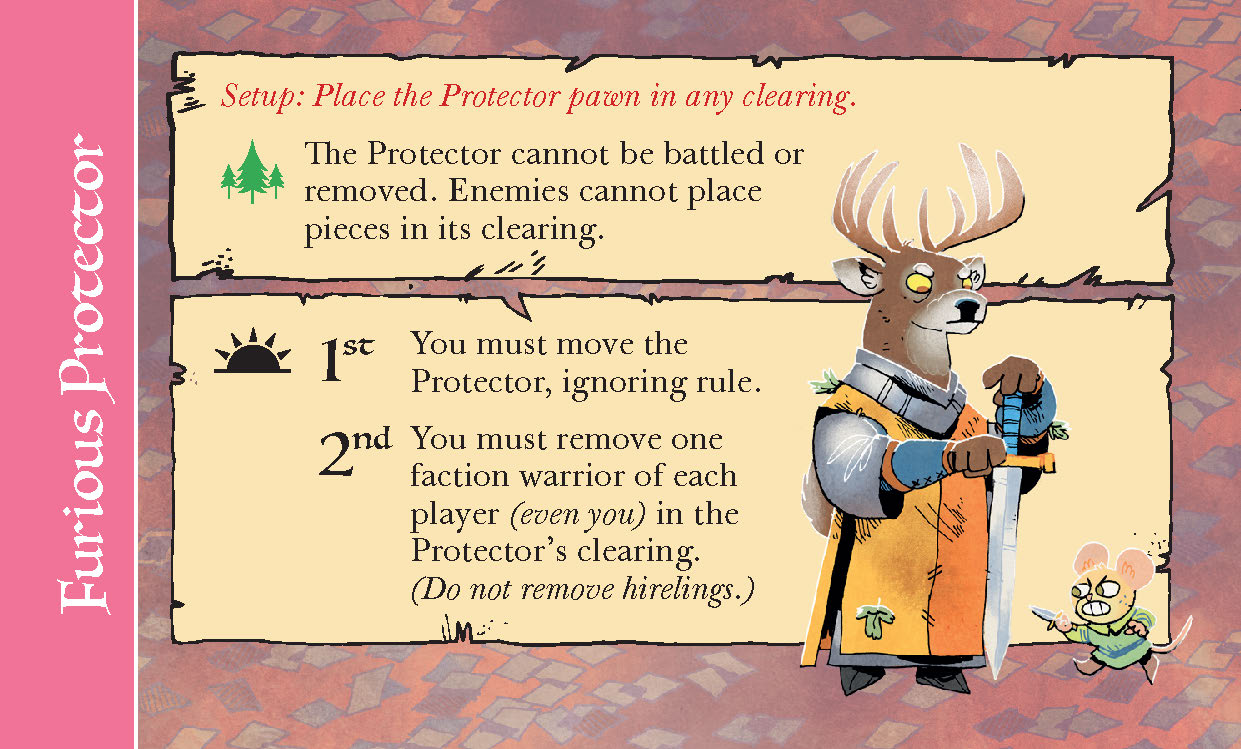 Furious Protector
Setup: Place the Protector pawn in any clearing.
The Protector cannot be battled or
removed. Enemies cannot place
pieces in its clearing.
1st You must move the
Protector, ignoring rule.
2nd You must remove one
faction warrior of each
player (even you) in the
Protector’s clearing.
(Do not remove hirelings.)